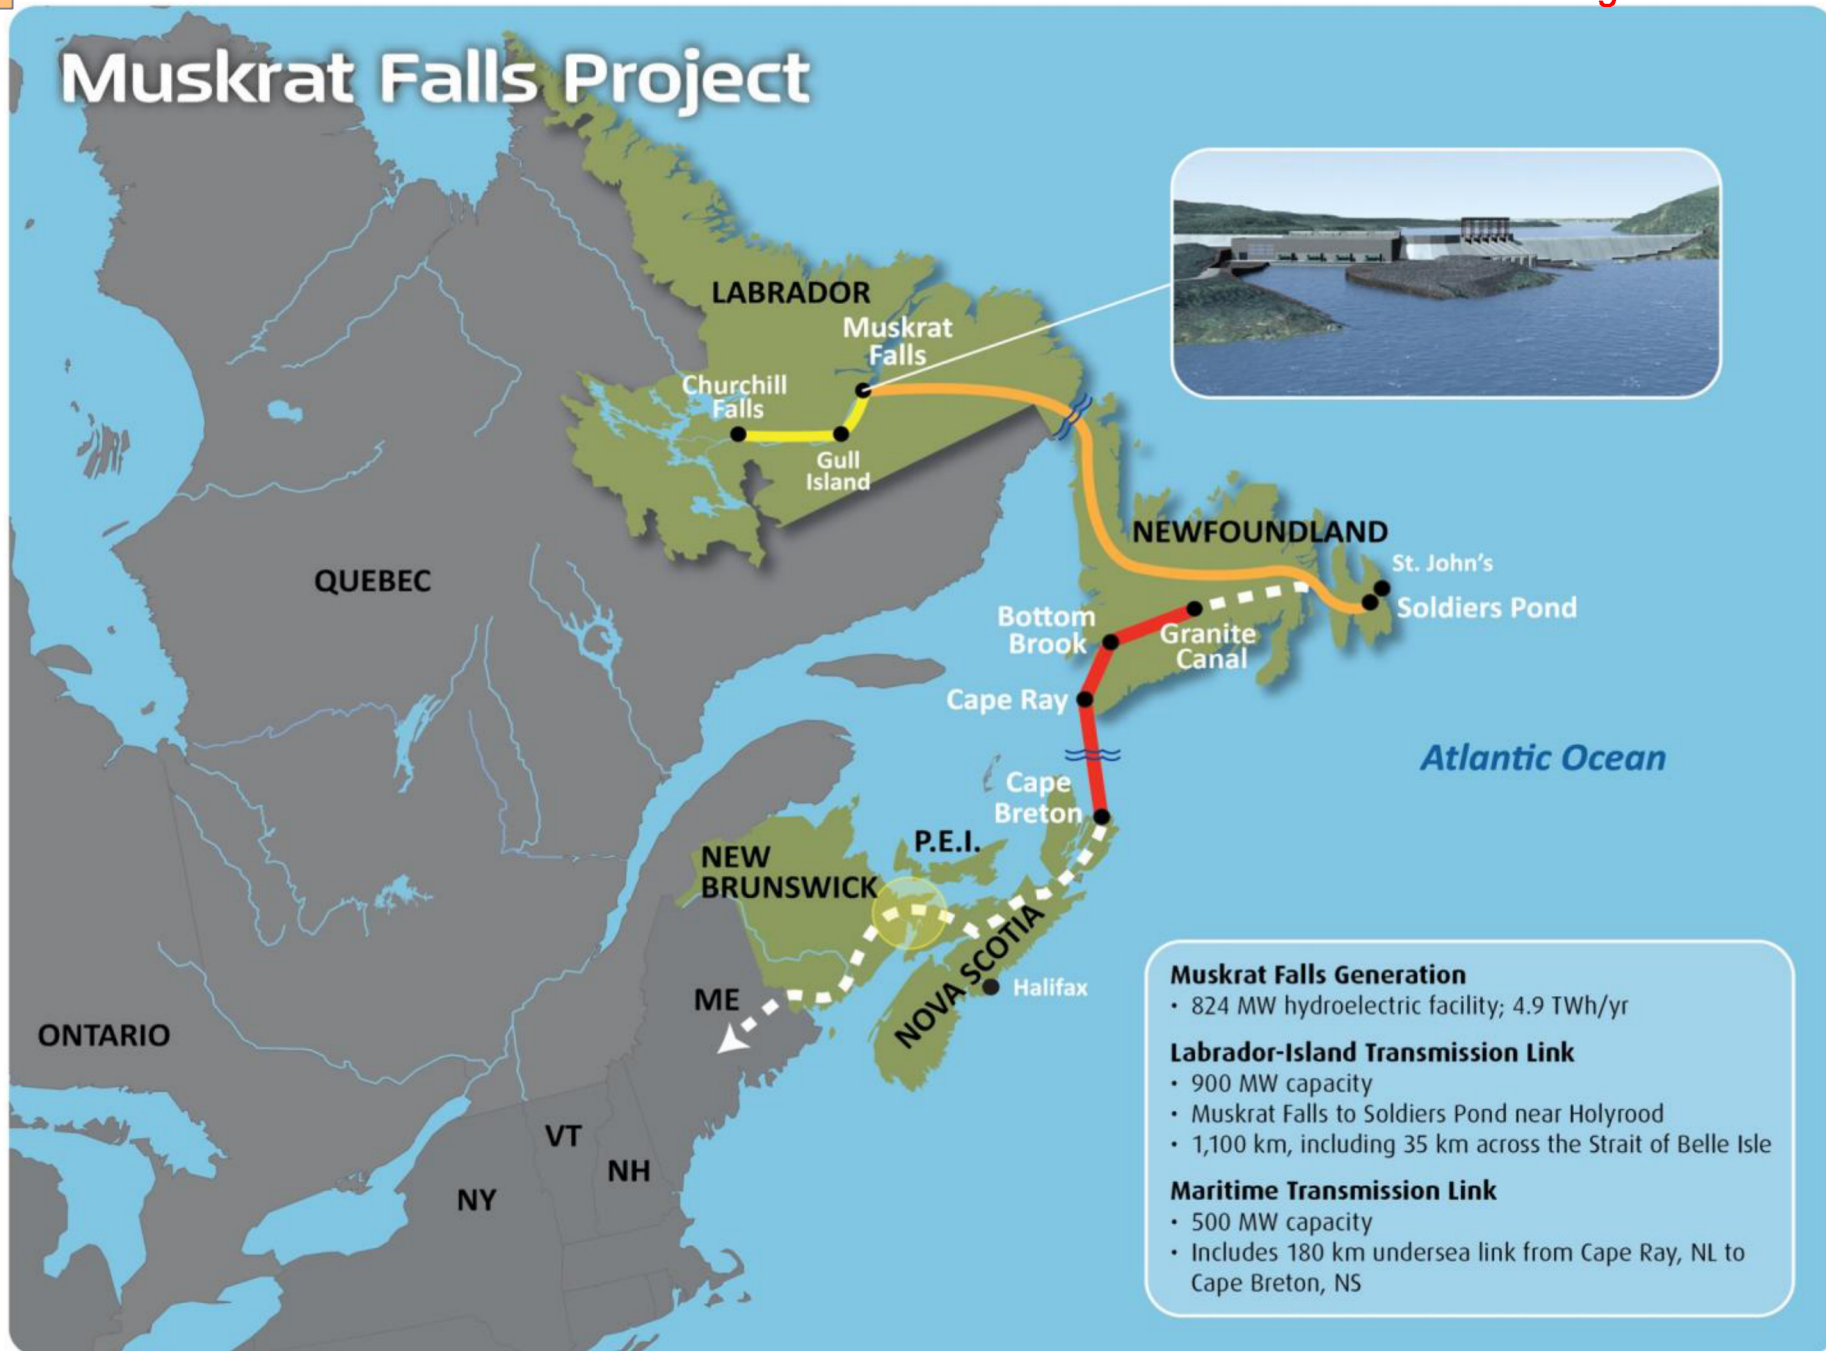 Muskrat Falls Project
LABRADOR
Muskrat
Falls
Churchill
Falls
Gull
Island
QUEBEC
NEWFOUNDLAND
St. John's
Soldiers Pond
Bottom
Brook
Granite
Canal
Cape Ray
Atlantic Ocean
Cape
Breton
P.E.I.
NEW
BRUNSWICK
NOVA SCOTIA
Halifax
ME
ONTARIO
VT
NH
NY
Muskrat Falls Generation
• 824 MW hydroelectric facility; 4.9 TWh/yr
Labrador-Island Transmission Link
• 900 MW capacity
• Muskrat Falls to Soldiers Pond near Holyrood
• 1,100 km, including 35 km across the Strait of Belle Isle
Maritime Transmission Link
• 500 MW capacity
• Includes 180 km undersea link from Cape Ray, NL to
Cape Breton, NS